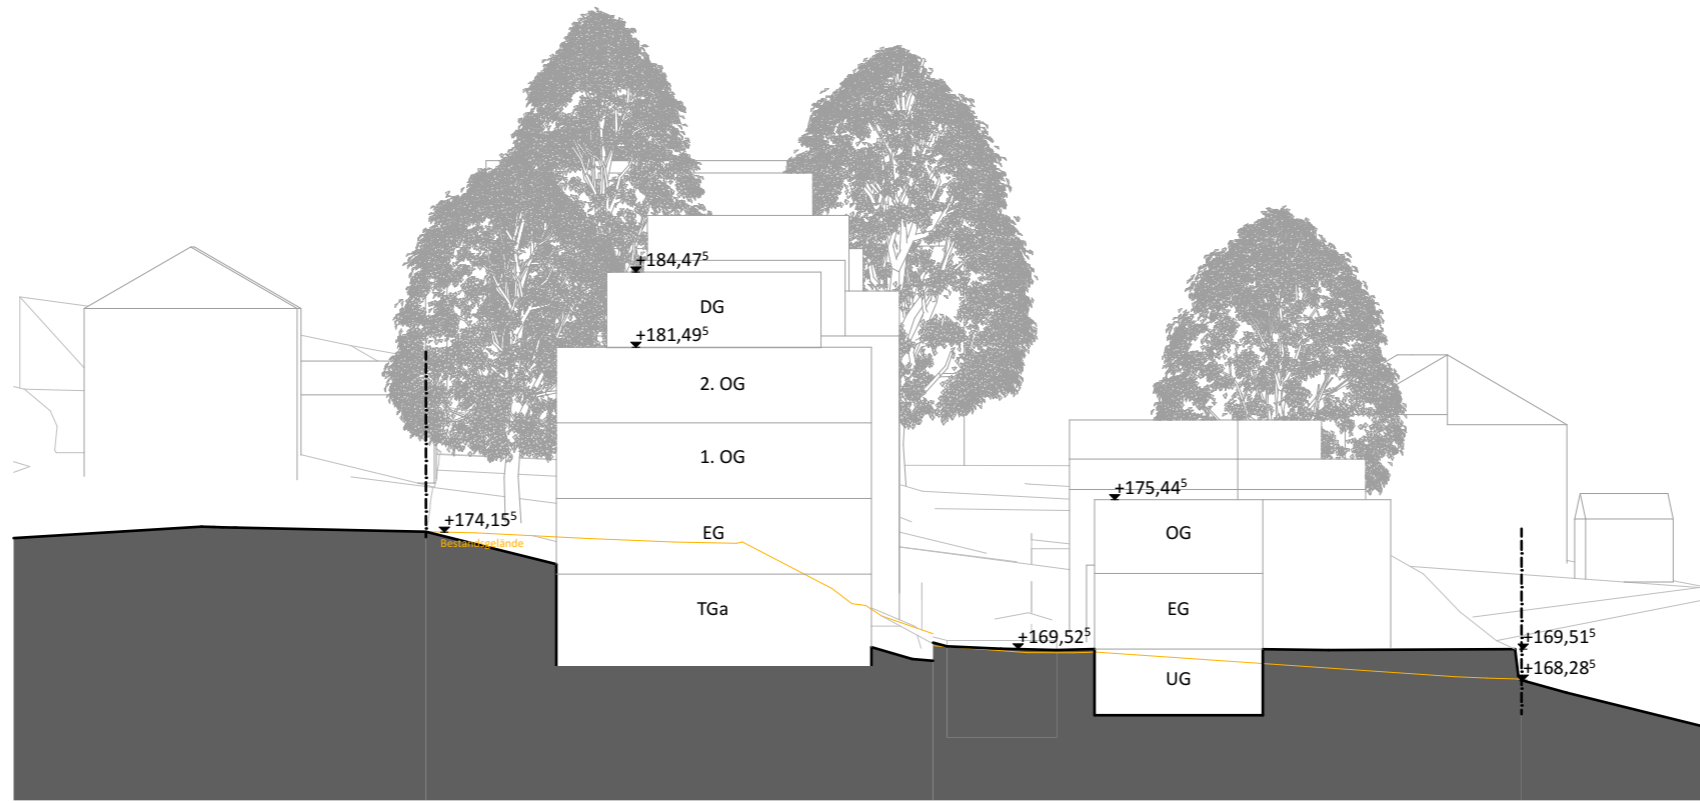 +184,47⁵
DG
+181,49⁵
2. OG
1. OG
+175,44⁵
+174,15⁵
Bestandsgelände
EG
OG
TGa
EG
+169,52⁵
+169,51⁵
+168,28⁵
UG